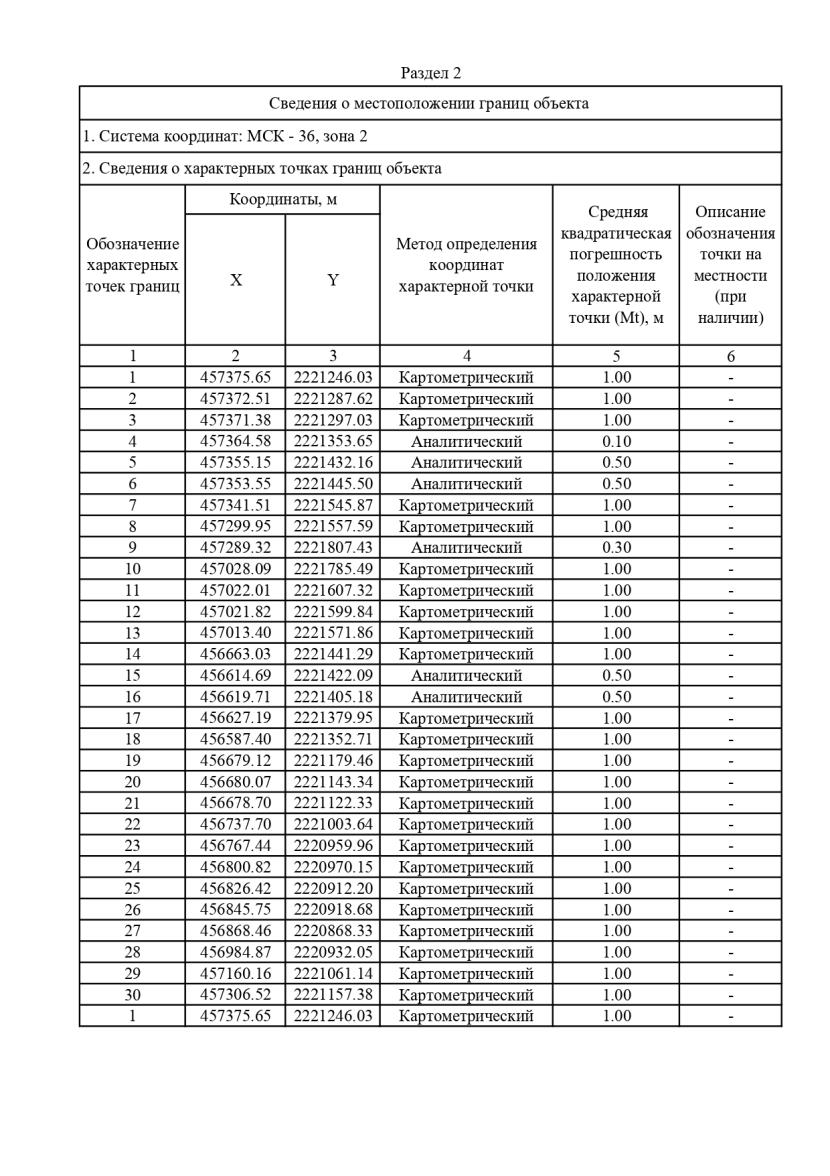 Раздел 2
Сведения о местоположении границ объекта
1. Система координат: МСК - 36, зона 2
2. Сведения о характерных точках границ объекта
Обозначение характерных точек границ
Координаты, м
X
Y
Метод определения координат характерной точки
Средняя квадратическая погрешность положения характерной точки (Mt), м
Описание обозначения точки на местности (при наличии)
1 2 3 4 5 6
1 457375.65 2221246.03 Картометрический 1.00 -
2 457372.51 2221287.62 Картометрический 1.00 -
3 457371.38 2221297.03 Картометрический 1.00 -
4 457364.58 2221353.65 Аналитический 0.10 -
5 457355.15 2221432.16 Аналитический 0.50 -
6 457353.55 2221445.50 Аналитический 0.50 -
7 457341.51 2221545.87 Картометрический 1.00 -
8 457299.95 2221557.59 Картометрический 1.00 -
9 457289.32 2221807.43 Аналитический 0.30 -
10 457028.09 2221785.49 Картометрический 1.00 -
11 457022.01 2221607.32 Картометрический 1.00 -
12 457021.82 2221599.84 Картометрический 1.00 -
13 457013.40 2221571.86 Картометрический 1.00 -
14 456663.03 2221441.29 Картометрический 1.00 -
15 456614.69 2221422.09 Аналитический 0.50 -
16 456619.71 2221405.18 Аналитический 0.50 -
17 456627.19 2221379.95 Картометрический 1.00 -
18 456587.40 2221352.71 Картометрический 1.00 -
19 456679.12 2221179.46 Картометрический 1.00 -
20 456680.07 2221143.34 Картометрический 1.00 -
21 456678.70 2221122.33 Картометрический 1.00 -
22 456737.70 2221003.64 Картометрический 1.00 -
23 456767.44 2220959.96 Картометрический 1.00 -
24 456800.82 2220970.15 Картометрический 1.00 -
25 456826.42 2220912.20 Картометрический 1.00 -
26 456845.75 2220918.68 Картометрический 1.00 -
27 456868.46 2220868.33 Картометрический 1.00 -
28 456984.87 2220932.05 Картометрический 1.00 -
29 457160.16 2221061.14 Картометрический 1.00 -
30 457306.52 2221157.38 Картометрический 1.00 -
1 457375.65 2221246.03 Картометрический 1.00 -